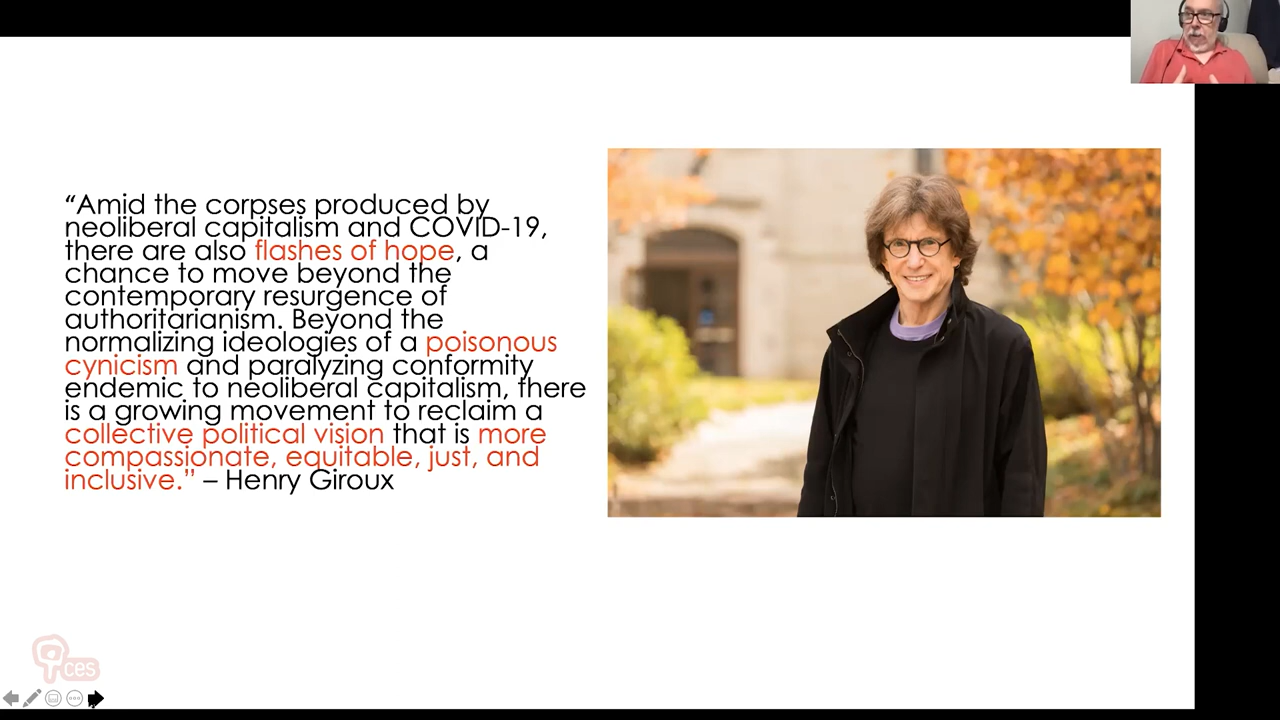 “Amid the corpses produced by
neoliberal capitalism and COVID-19,
there are also flashes of hope, a
chance to move beyond the
contemporary resurgence of
authoritarianism. Beyond the
normalizing ideologies of a poisonous
cynicism and paralyzing conformity
endemic to neoliberal capitalism, there
is a growing movement to reclaim a
collective political vision that is more
compassionate, equitable, just, and
inclusive.” – Henry Giroux
ces